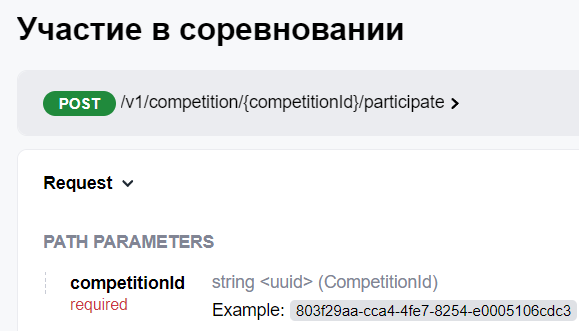 Участие в соревновании
POST /v1/competition/{competitionId}/participate
Request
PATH PARAMETERS
competitionId string <uuid> (CompetitionId)
required
Example: 803f29aa-cca4-4fe7-8254-e0005106cdc3